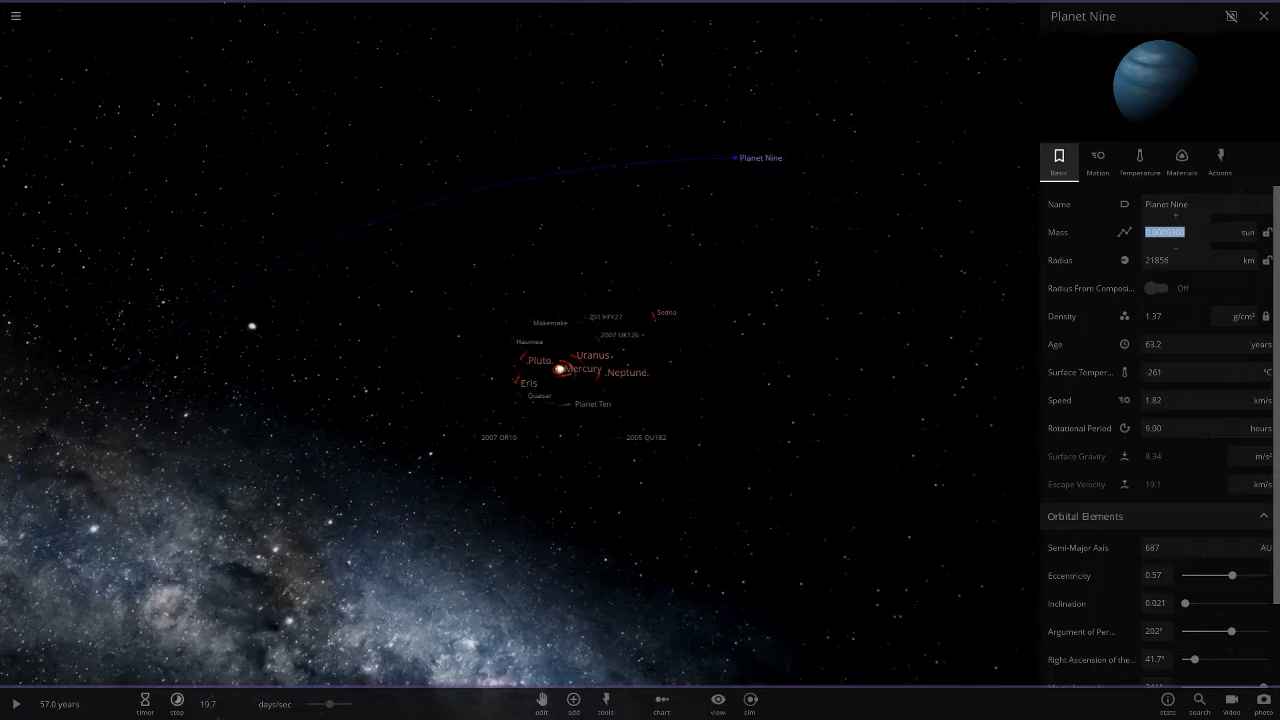 Planet Nine
Planet Nine
Basic Motion Temperature Materials Actions
Name Planet Nine
+
Mass 0.0000300 sun
-
Radius 21856 km
Radius From Composi... Off
Density 1.37 g/cm³
Age 63.2 years
Surface Temper... -261 °C
Speed 1.82 km/s
Rotational Period 9.00 hours
Surface Gravity 8.34 m/s²
Escape Velocity 19.1 km/s
Orbital Elements
Semi-Major Axis 687 AU
Eccentricity 0.57
Inclination 0.021
Argument of Per... 202°
Right Ascension of the... 41.7°
Sedna
2013 FY27
Makemake
2007 UK126
Haumea
Uranus
Pluto
Mercury
Neptune
Eris
Quaoar
Planet Ten
2007 OR10
2005 QU182
57.0 years timer step 19.7 days/sec edit add tools chart view sim stats search video photo